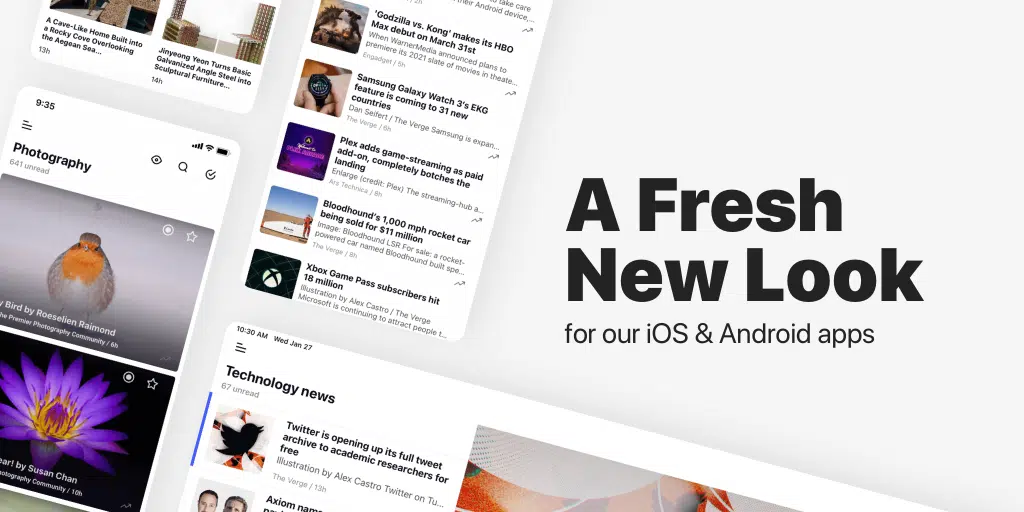 A Cave-Like Home Built into
a Rocky Cove Overlooking
the Aegean Sea...
13h
Jinyeong Yeon Turns Basic
Galvanized Angle Steel into
Sculptural Furniture...
14h
to take care
their Android device,...
'Godzilla vs. Kong' makes its HBO
Max debut on March 31st
When WarnerMedia announced plans to
premiere its 2021 slate of movies in theate...
Engadget / 5h
Samsung Galaxy Watch 3's EKG
feature is coming to 31 new
countries
Dan Seifert / The Verge Samsung is expan...
The Verge / 6h
Plex adds game-streaming as paid
add-on, completely botches the
landing
Enlarge (credit: Plex) The streaming-hub a...
Ars Technica / 8h
Bloodhound's 1,000 mph rocket car
being sold for $11 million
Image: Bloodhound LSR For sale: a rocket-
powered car named Bloodhound built spe...
The Verge / 8h
Xbox Game Pass subscribers hit
18 million
Illustration by Alex Castro / The Verge
Microsoft is continuing to attract people t...
9:35
Photography
641 unread
Bird by Roeselien Raimond
The Premier Photography Community / 6h
ear! by Susan Chan
Photography Community / 10h
10:30 AM Wed Jan 27
Technology news
67 unread
Twitter is opening up its full tweet
archive to academic researchers for
free
Illustration by Alex Castro Twitter on Tu...
The Verge / 13h
Axiom name
A Fresh
New Look
for our iOS & Android apps